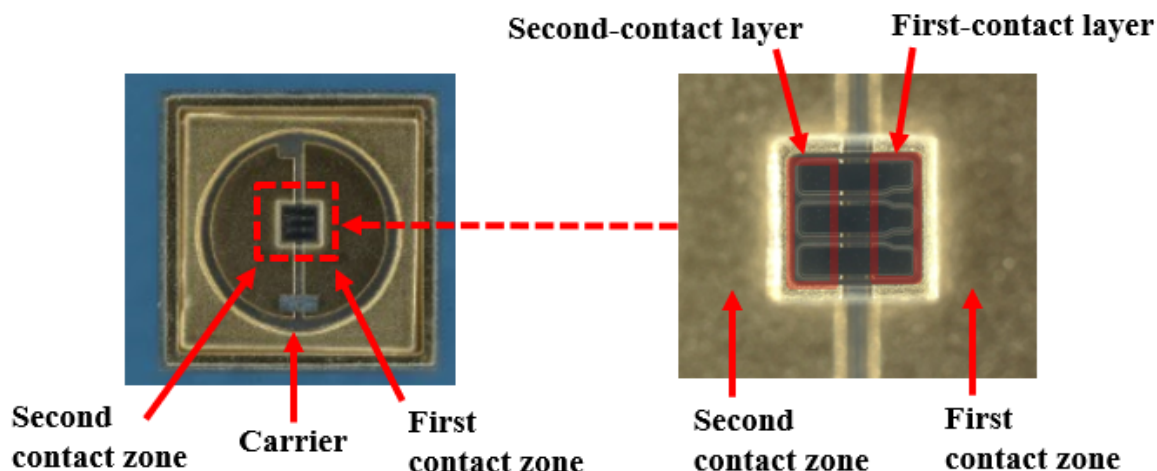 Second-contact layer
First-contact layer
Second
contact zone
Carrier
First
contact zone
Second
contact zone
First
contact zone